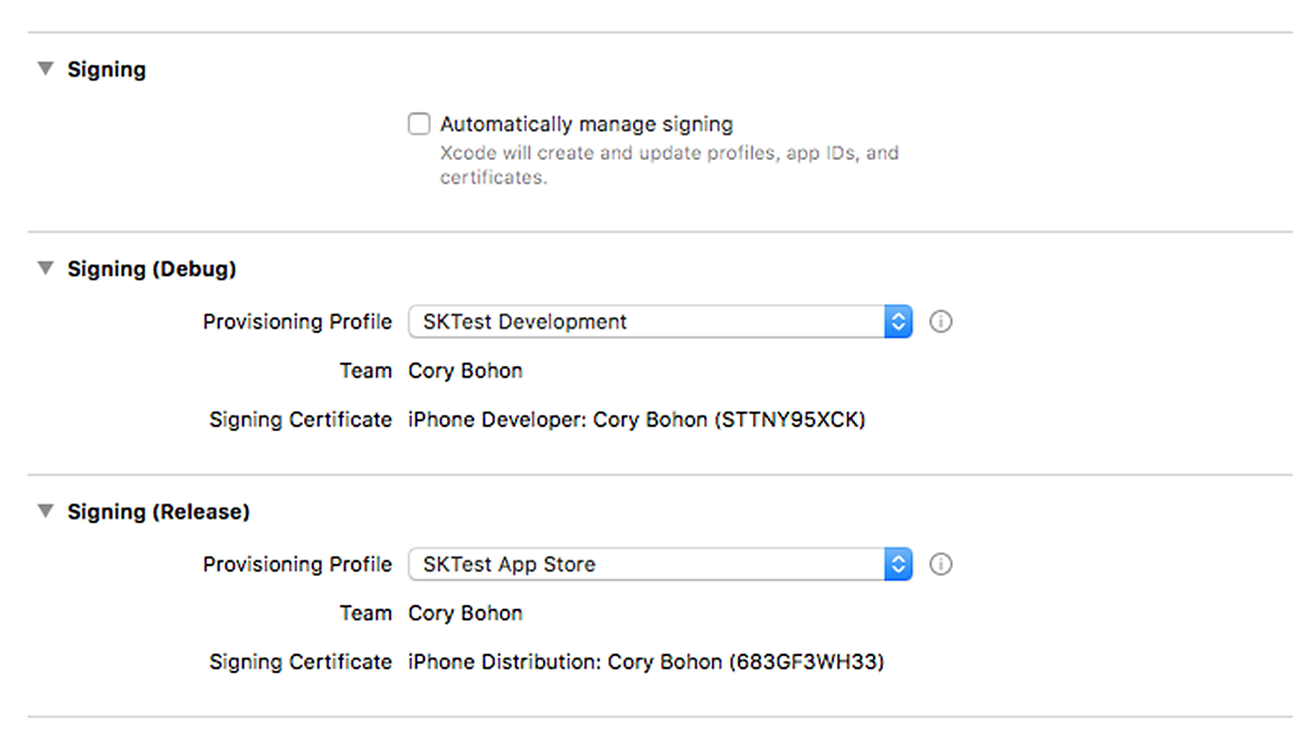 Signing
Automatically manage signing
Xcode will create and update profiles, app IDs, and
certificates.
Signing (Debug)
Provisioning Profile SKTest Development
Team Cory Bohon
Signing Certificate iPhone Developer: Cory Bohon (STTNY95XCK)
Signing (Release)
Provisioning Profile SKTest App Store
Team Cory Bohon
Signing Certificate iPhone Distribution: Cory Bohon (683GF3WH33)